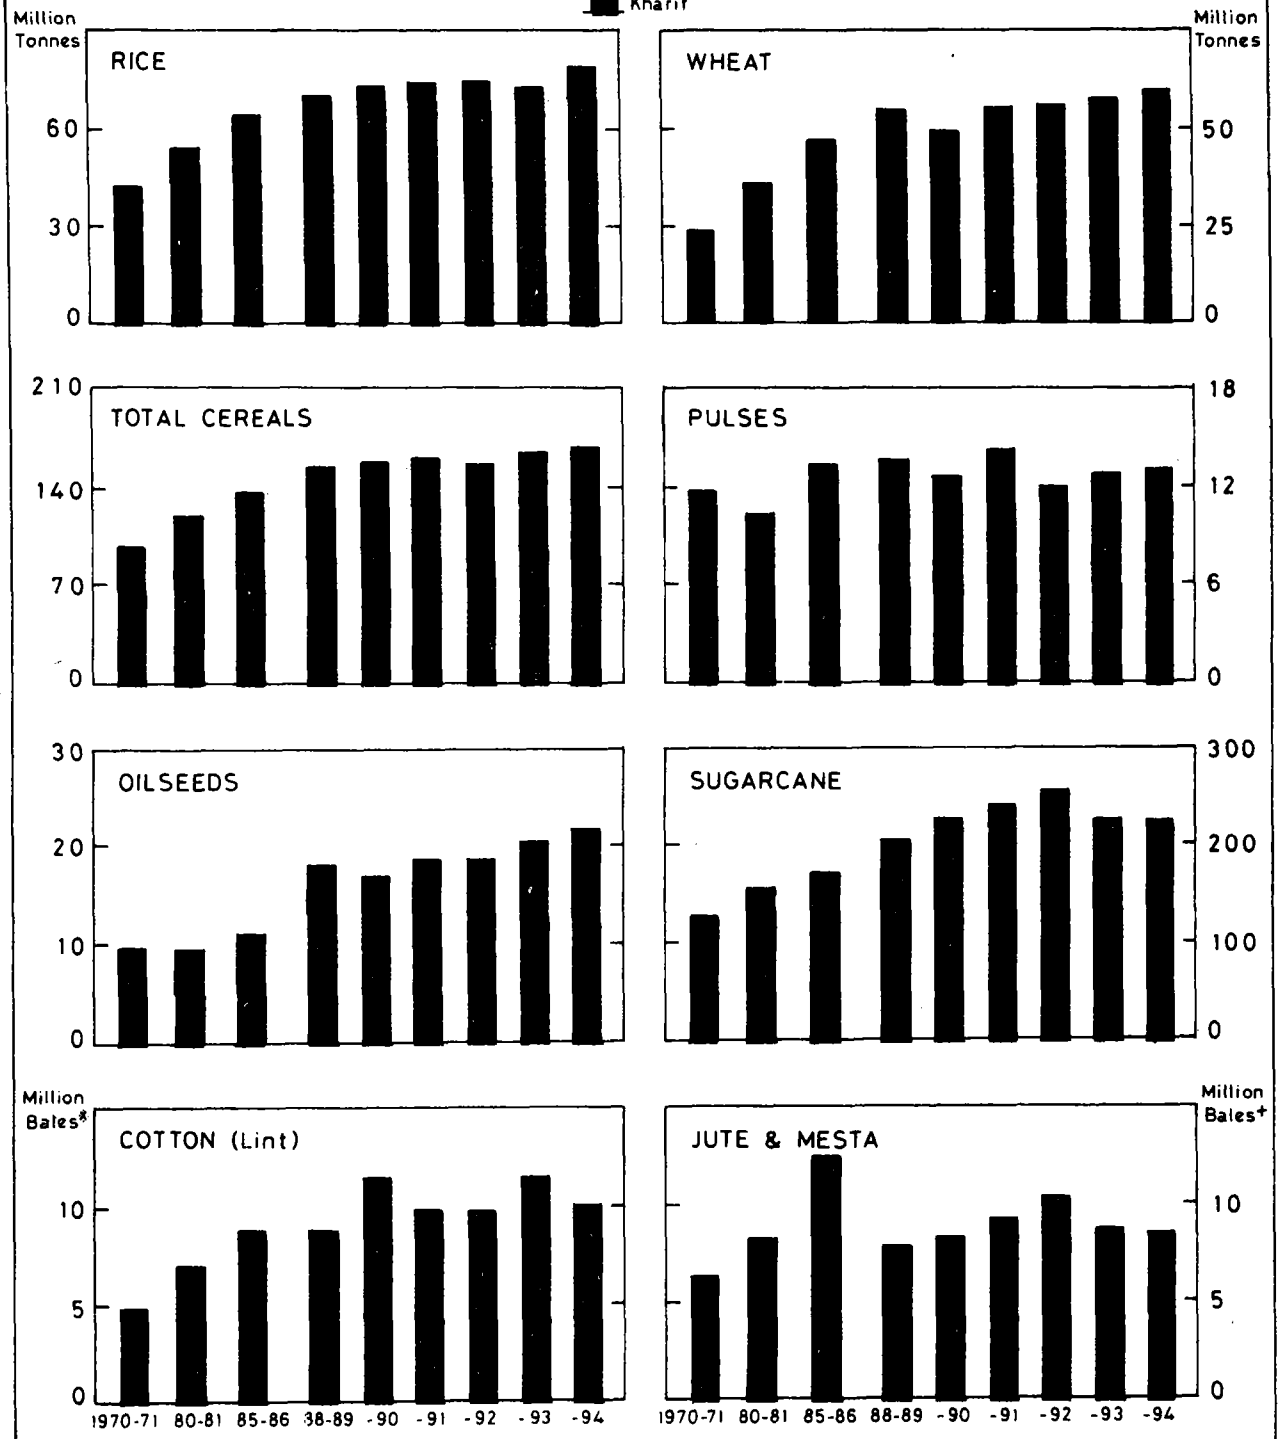 Kharif
Million
Tonnes
Million
Tonnes
RICE
60
30
0
WHEAT
50
25
0
TOTAL CEREALS
210
140
70
0
PULSES
18
12
6
0
OILSEEDS
30
20
10
0
SUGARCANE
300
200
100
0
Million
Bales*
COTTON (Lint)
10
5
0
1970-71 80-81 85-86 38-89 -90 -91 -92 -93 -94
Million
Bales+
JUTE & MESTA
10
5
0
1970-71 80-81 85-86 88-89 -90 -91 -92 -93 -94